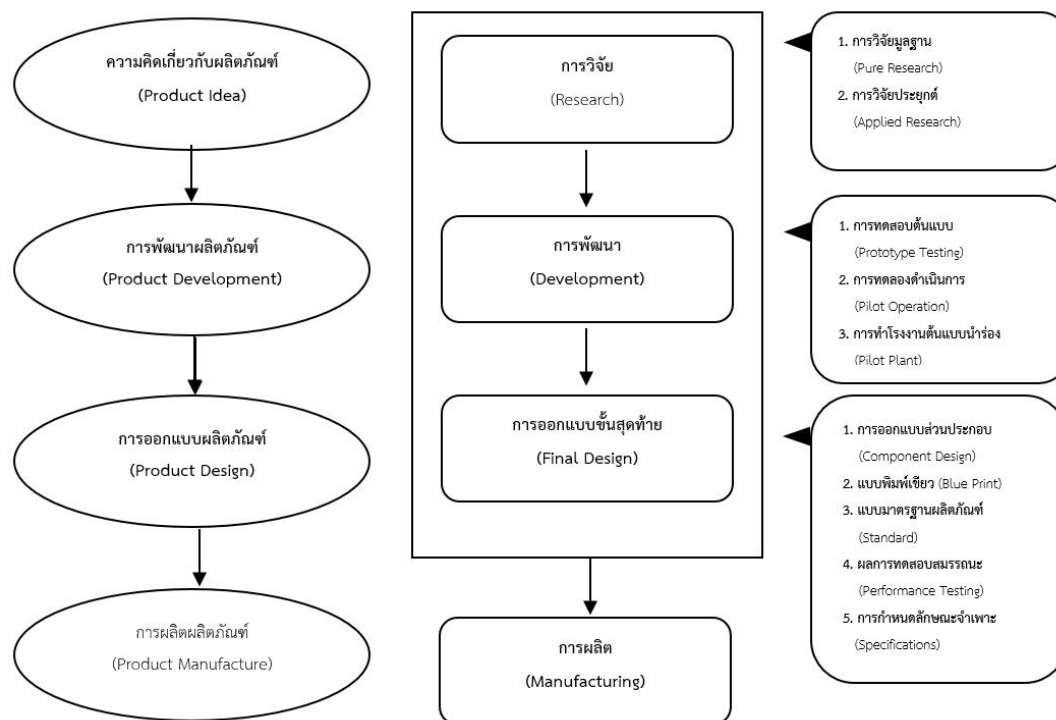 ความคิดเกี่ยวกับผลิตภัณฑ์
(Product Idea)
การพัฒนาผลิตภัณฑ์
(Product Development)
การออกแบบผลิตภัณฑ์
(Product Design)
การผลิตผลิตภัณฑ์
(Product Manufacture)
การวิจัย
(Research)
การพัฒนา
(Development)
การออกแบบขั้นสุดท้าย
(Final Design)
การผลิต
(Manufacturing)
1. การวิจัยมูลฐาน
(Pure Research)
2. การวิจัยประยุกต์
(Applied Research)
1. การทดสอบต้นแบบ
(Prototype Testing)
2. การทดลองดำเนินการ
(Pilot Operation)
3. การทำโรงงานต้นแบบนำร่อง
(Pilot Plant)
1. การออกแบบส่วนประกอบ
(Component Design)
2. แบบพิมพ์เขียว (Blue Print)
3. แบบมาตรฐานผลิตภัณฑ์
(Standard)
4. ผลการทดสอบสมรรถนะ
(Performance Testing)
5. การกำหนดลักษณะจำเพาะ
(Specifications)